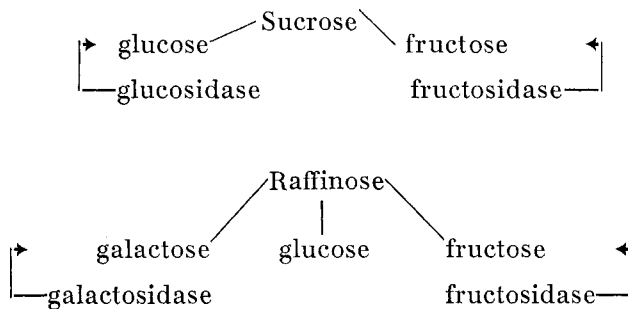 Sucrose
glucose fructose
glucosidase fructosidase
Raffinose
galactose glucose fructose
galactosidase fructosidase